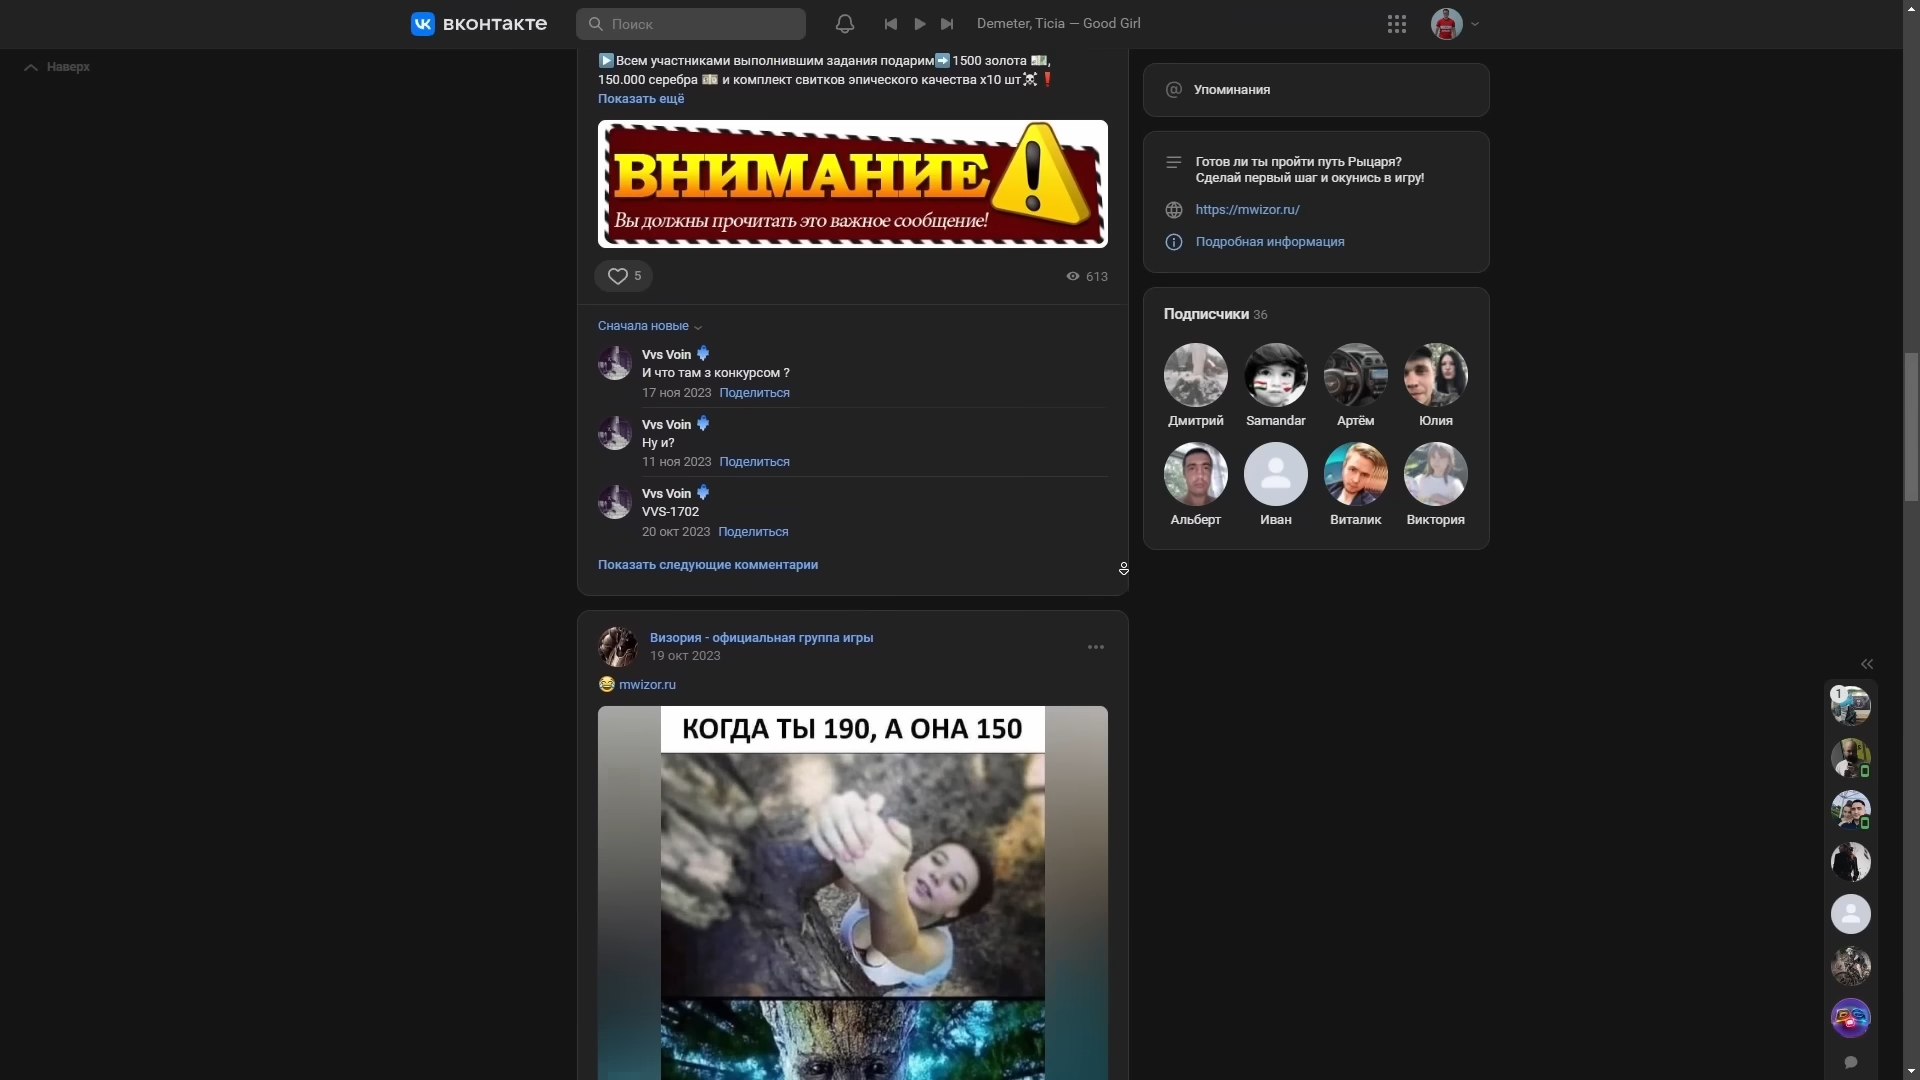 вконтакте
Поиск
Demeter, Ticia — Good Girl
Наверх
Всем участниками выполнившим задания подарим 1500 золота,
150.000 серебра и комплект свитков эпического качества х10 шт
Показать ещё
ВНИМАНИЕ
Вы должны прочитать это важное сообщение!
5
613
Сначала новые
Vvs Voin
И что там з конкурсом ?
17 ноя 2023 Поделиться
Vvs Voin
Ну и?
11 ноя 2023 Поделиться
Vvs Voin
VVS-1702
20 окт 2023 Поделиться
Показать следующие комментарии
Визория - официальная группа игры
19 окт 2023
mwizor.ru
КОГДА ТЫ 190, А ОНА 150
Упоминания
Готов ли ты пройти путь Рыцаря?
Сделай первый шаг и окунись в игру!
https://mwizor.ru/
Подробная информация
Подписчики 36
Дмитрий Samandar Артём Юлия
Альберт Иван Виталик Виктория
1